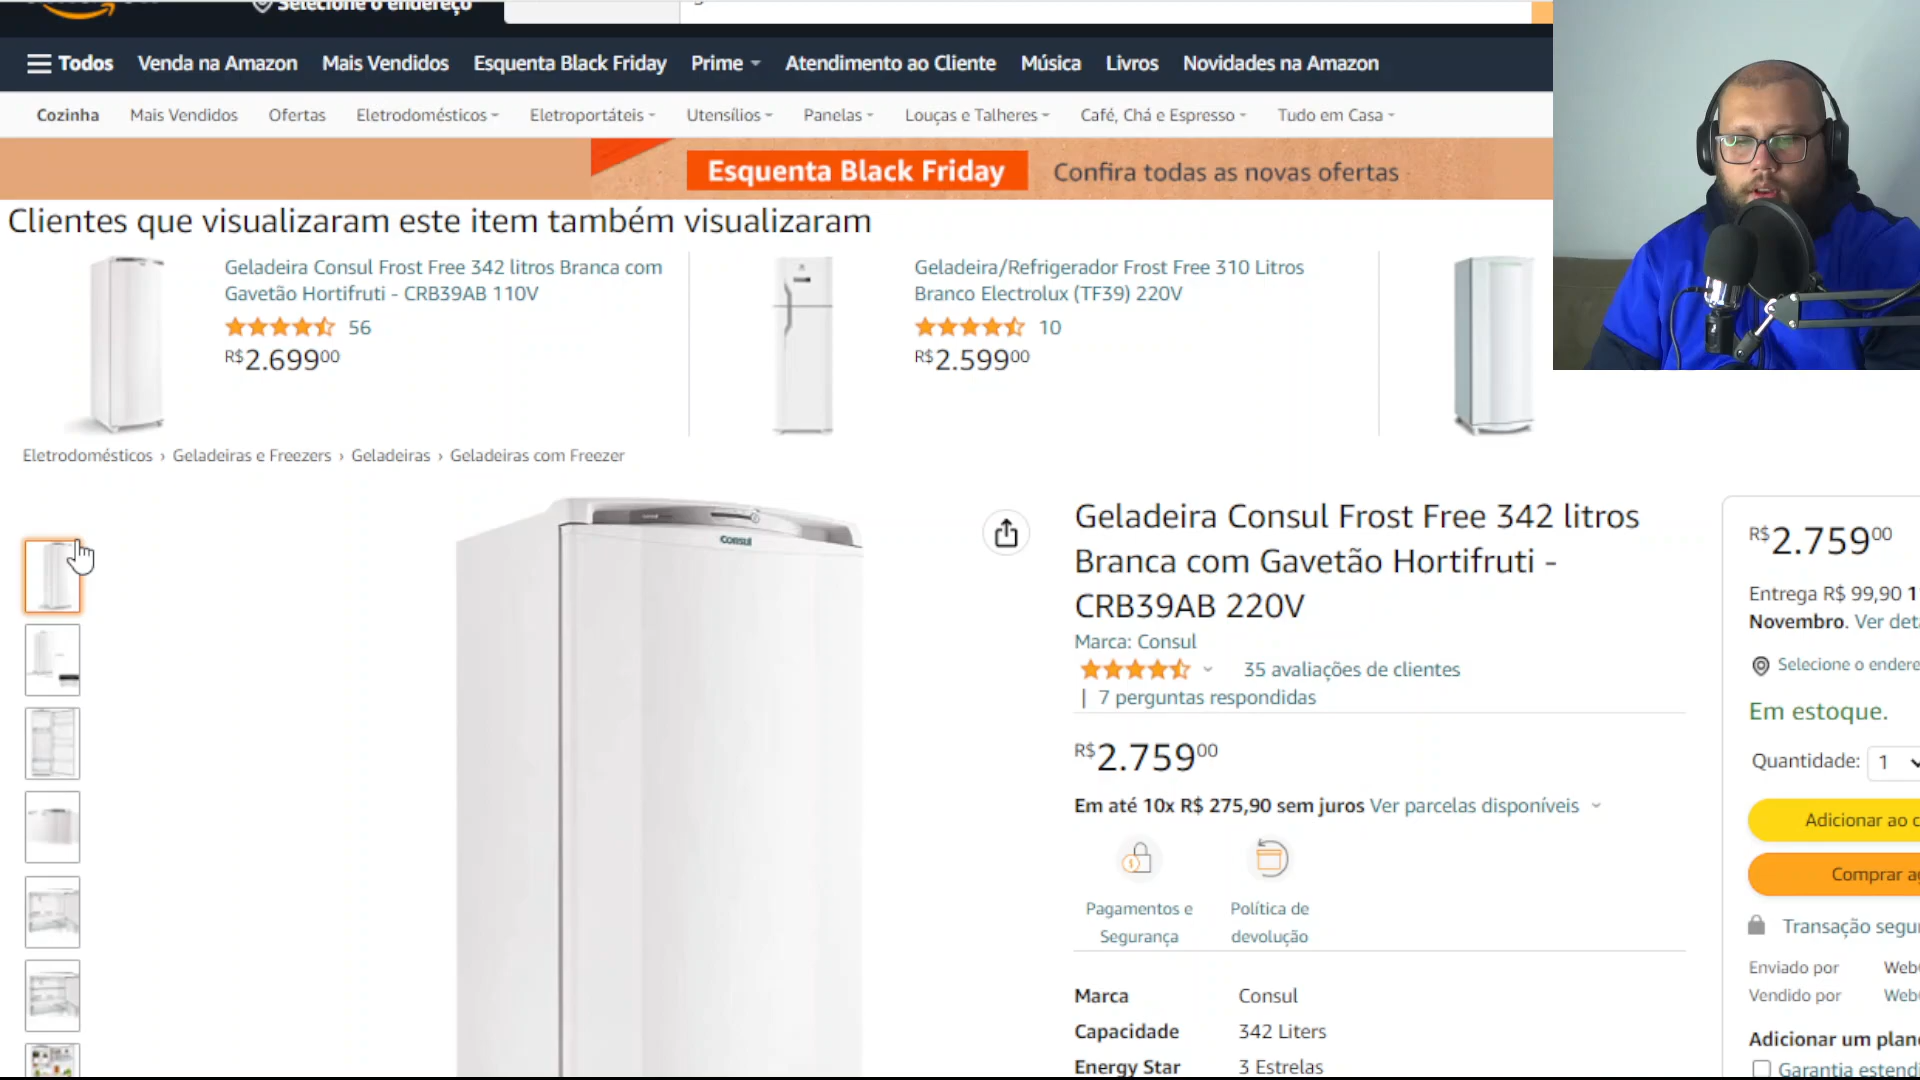 Selecione o endereço
Todos Venda na Amazon Mais Vendidos Esquenta Black Friday Prime Atendimento ao Cliente Música Livros Novidades na Amazon
Cozinha Mais Vendidos Ofertas Eletrodomésticos Eletroportáteis Utensílios Panelas Louças e Talheres Café, Chá e Espresso Tudo em Casa
Esquenta Black Friday Confira todas as novas ofertas
Clientes que visualizaram este item também visualizaram
Geladeira Consul Frost Free 342 litros Branca com
Gavetão Hortifruti - CRB39AB 110V
56
R$2.69900
Geladeira/Refrigerador Frost Free 310 Litros
Branco Electrolux (TF39) 220V
10
R$2.59900
Eletrodomésticos › Geladeiras e Freezers › Geladeiras › Geladeiras com Freezer
Consul
Geladeira Consul Frost Free 342 litros
Branca com Gavetão Hortifruti -
CRB39AB 220V
Marca: Consul
35 avaliações de clientes
| 7 perguntas respondidas
R$2.75900
Em até 10x R$ 275,90 sem juros Ver parcelas disponíveis
Pagamentos e
Segurança
Política de
devolução
Marca Consul
Capacidade 342 Liters
Energy Star 3 Estrelas
R$2.75900
Entrega R$ 99,90 1
Novembro. Ver det
Selecione o endere
Em estoque.
Quantidade: 1
Adicionar ao c
Comprar ag
Transação segu
Enviado por Web
Vendido por Web
Adicionar um plan
Garantia estend